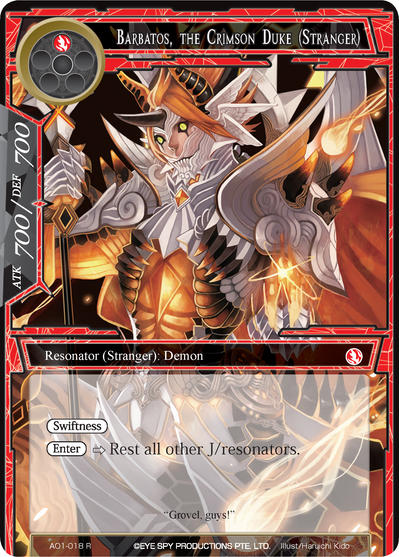 Barbatos, the Crimson Duke (Stranger)
ATK 700/DEF 700
Resonator (Stranger): Demon
Swiftness
Enter ⇨ Rest all other J/resonators.
“Grovel, guys!”
AO1-018 R ©EYE SPY PRODUCTIONS PTE. LTD. Illust/Haruichi Kido